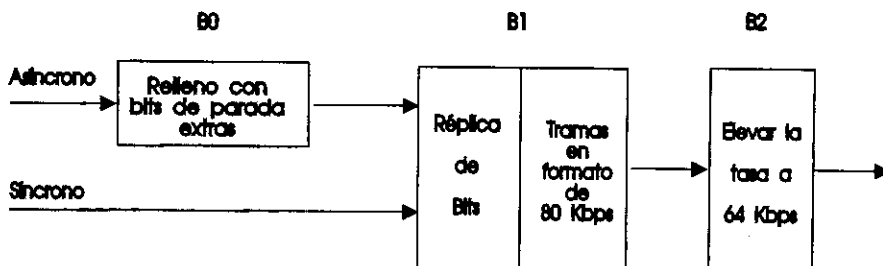 B0
B1
B2
Asíncrono
Relleno con
bits de parada
extras
Síncrono
Réplica
de
Bits
Tramas
en
formato
de
80 Kbps
Elevar la
tasa a
64 Kbps